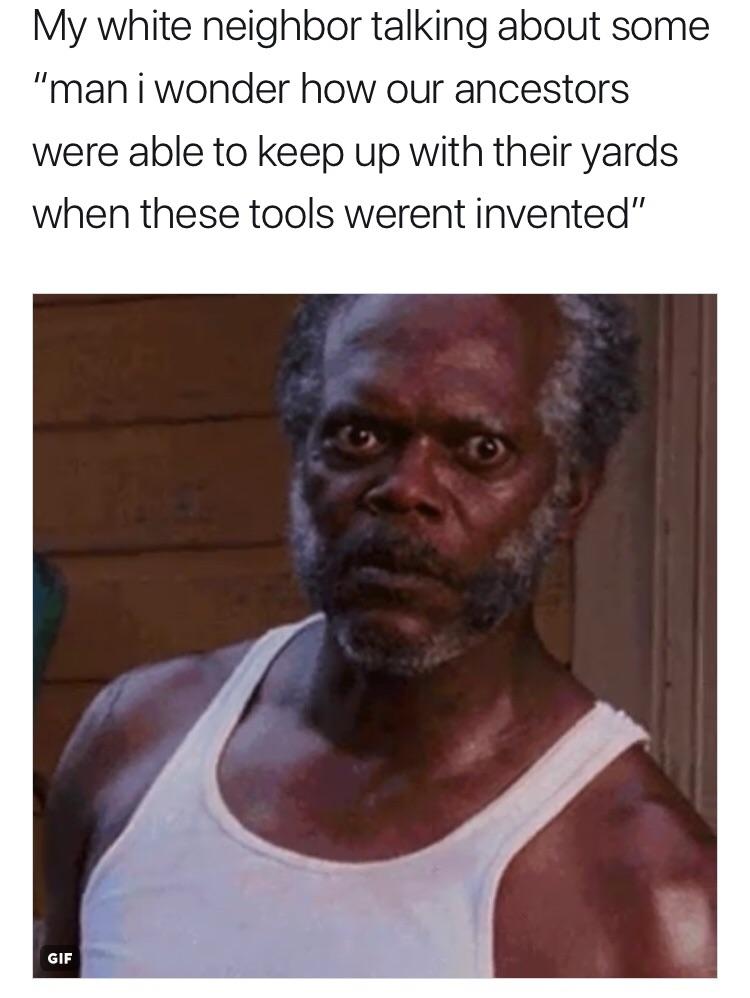 My white neighbor talking about some
"man i wonder how our ancestors
were able to keep up with their yards
when these tools werent invented"
GIF